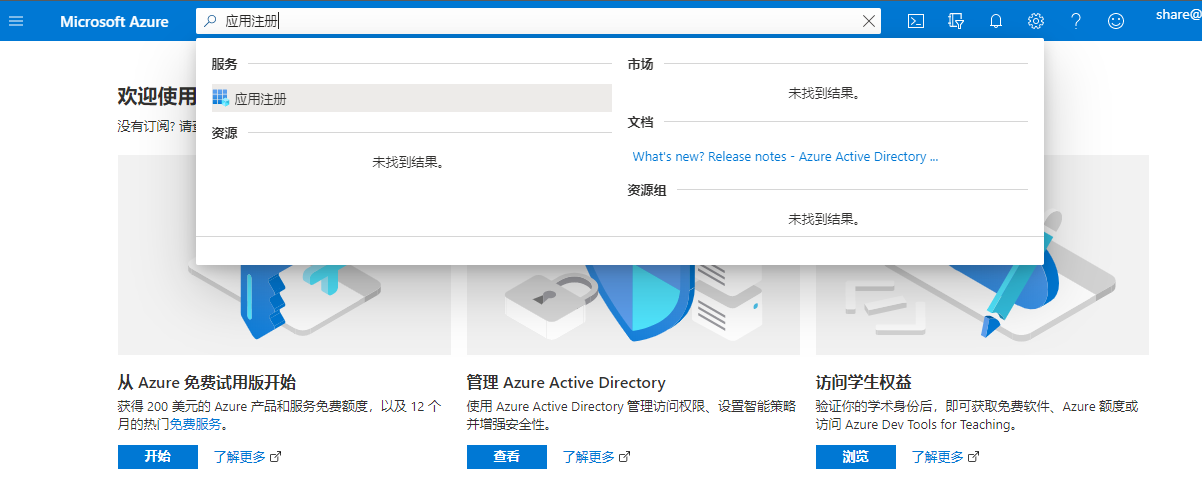 Microsoft Azure
应用注册
share@
服务
应用注册
资源
未找到结果。
市场
未找到结果。
文档
What's new? Release notes - Azure Active Directory ...
资源组
未找到结果。
欢迎使用
没有订阅? 请
从 Azure 免费试用版开始
获得 200 美元的 Azure 产品和服务免费额度，以及 12 个
月的热门免费服务。
开始 了解更多
管理 Azure Active Directory
使用 Azure Active Directory 管理访问权限、设置智能策略
并增强安全性。
查看 了解更多
访问学生权益
验证你的学术身份后，即可获取免费软件、Azure 额度或
访问 Azure Dev Tools for Teaching。
浏览 了解更多